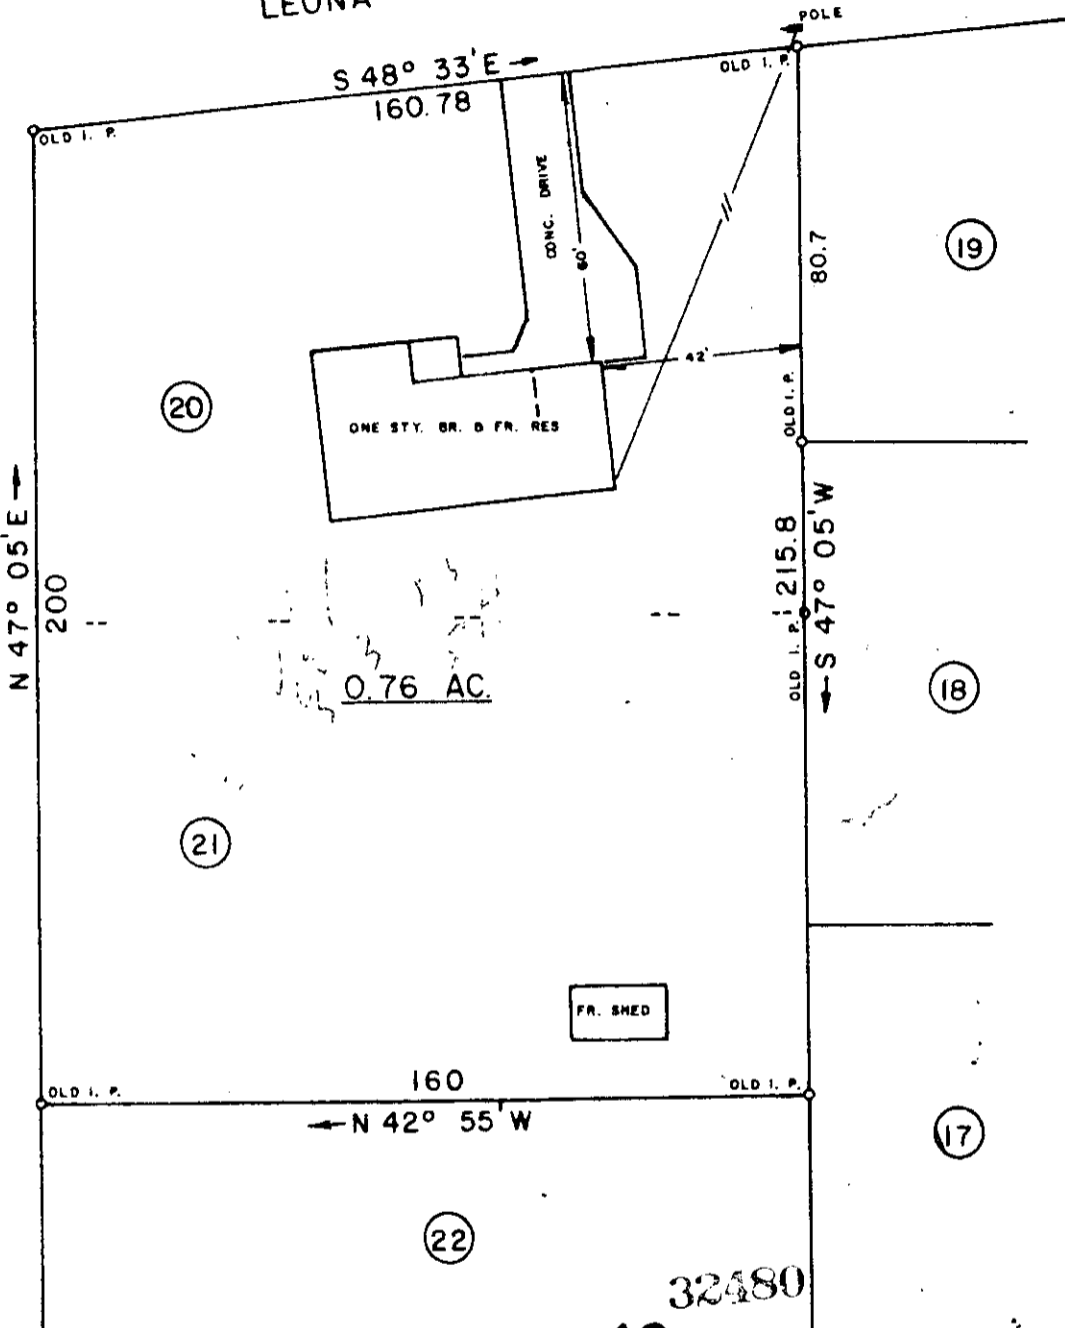 LEONA
POLE
S 48° 33' E
OLD I. P.
160.78
OLD I. P.
CONC. DRIVE
60'
80.7
19
42'
OLD I. P.
20
ONE STY. BR. & FR. RES
N 47° 05' E
200
215.8
S 47° 05' W
OLD I. P.
0.76 AC.
18
21
FR. SHED
OLD I. P.
160
OLD I. P.
N 42° 55' W
17
22
32480